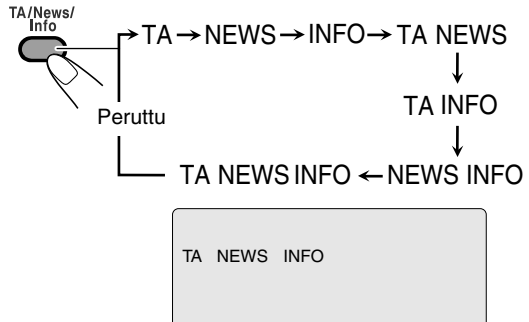 TA/News/
Info
TA → NEWS → INFO → TA NEWS
TA INFO
Peruttu
TA NEWS INFO ← NEWS INFO
TA NEWS INFO